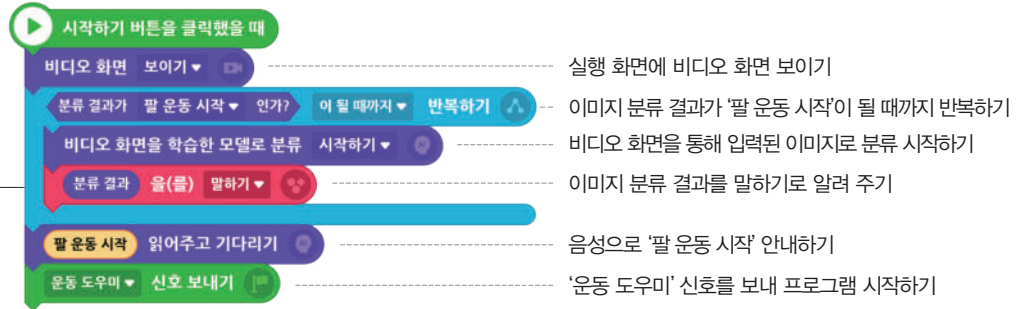 시작하기 버튼을 클릭했을 때
비디오 화면 보이기 실행 화면에 비디오 화면 보이기
분류 결과가 팔 운동 시작 인가? 이 될 때까지 반복하기 이미지 분류 결과가 ‘팔 운동 시작’이 될 때까지 반복하기
비디오 화면을 학습한 모델로 분류 시작하기 비디오 화면을 통해 입력된 이미지로 분류 시작하기
분류 결과 을(를) 말하기 이미지 분류 결과를 말하기로 알려 주기
팔 운동 시작 읽어주고 기다리기 음성으로 ‘팔 운동 시작’ 안내하기
운동 도우미 신호 보내기 ‘운동 도우미’ 신호를 보내 프로그램 시작하기